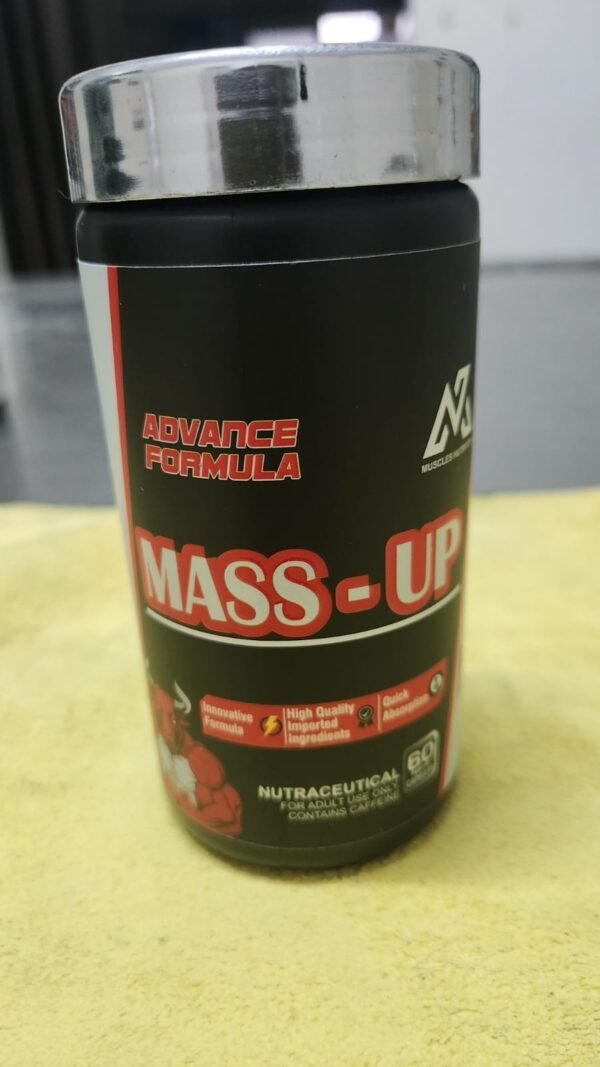 ADVANCE
FORMULA
MUSCLES
MASS-UP
Innovative
Formula
High Quality
Imported
Ingredients
Quick
Absorption
NUTRACEUTICAL
FOR ADULT USE ONLY
CONTAINS CAFFEINE
60